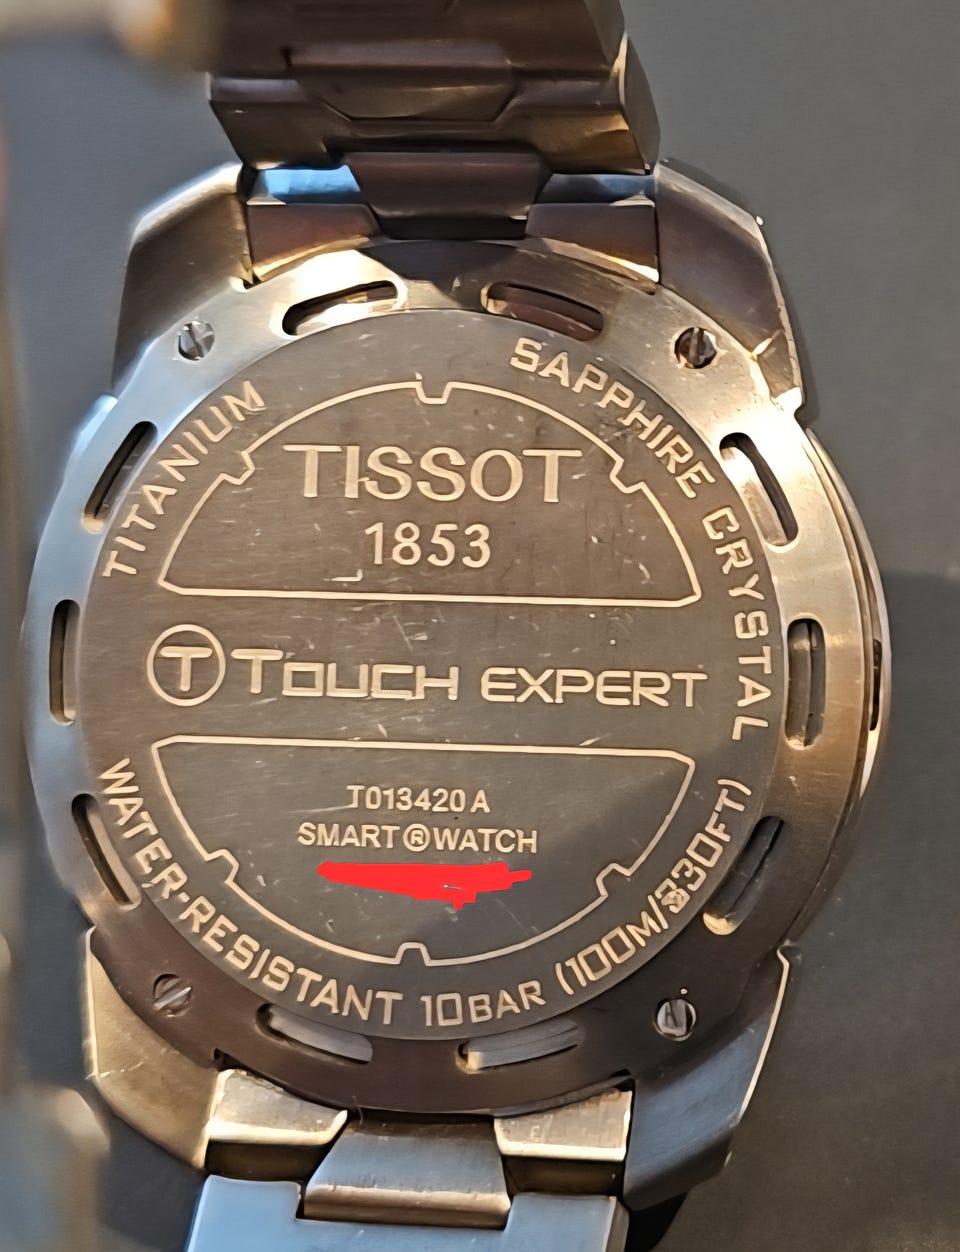 TITANIUM
SAPPHIRE CRYSTAL
TISSOT
1853
T TOUCH EXPERT
T013420 A
SMART®WATCH
WATER-RESISTANT 10BAR (100M/330FT)